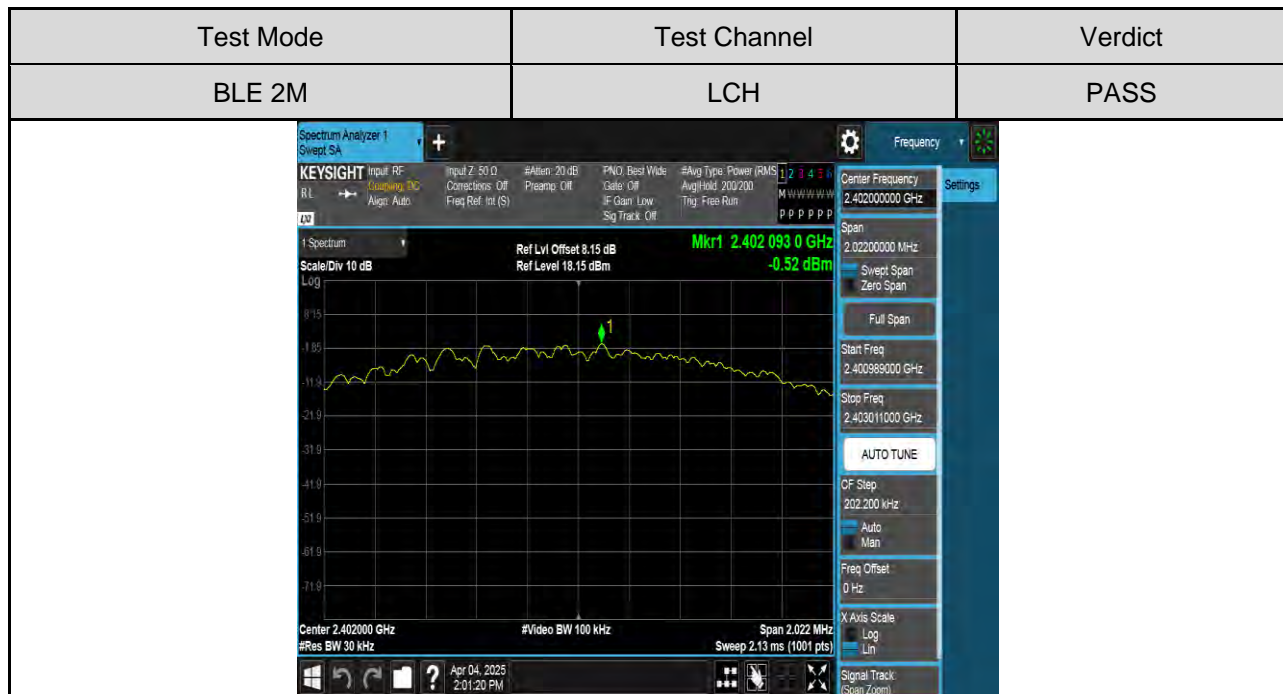 Test Mode Test Channel Verdict
BLE 2M LCH PASS
Spectrum Analyzer 1
Swept SA
+
Frequency
KEYSIGHT Input: RF Input Z: 50 Ω #Atten: 20 dB PNO: Best Wide #Avg Type: Power (RMS 1 2 3 4 5 6
RL Coupling: DC Corrections: Off Preamp: Off Gate: Off Avg|Hold: 200/200 M W W W W W
Align: Auto Freq Ref: Int (S) IF Gain: Low Trig: Free Run
Sig Track: Off P P P P P P
1 Spectrum
Ref Lvl Offset 8.15 dB Mkr1 2.402 093 0 GHz
Scale/Div 10 dB Ref Level 18.15 dBm -0.52 dBm
Log
8.15
1
-1.85
-11.9
-21.9
-31.9
-41.9
-51.9
-61.9
-71.9
Center 2.402000 GHz #Video BW 100 kHz Span 2.022 MHz
#Res BW 30 kHz Sweep 2.13 ms (1001 pts)
? Apr 04, 2025
2:01:20 PM
Center Frequency
2.402000000 GHz
Settings
Span
2.02200000 MHz
Swept Span
Zero Span
Full Span
Start Freq
2.400989000 GHz
Stop Freq
2.403011000 GHz
AUTO TUNE
CF Step
202.200 kHz
Auto
Man
Freq Offset
0 Hz
X Axis Scale
Log
Lin
Signal Track
(Span Zoom)